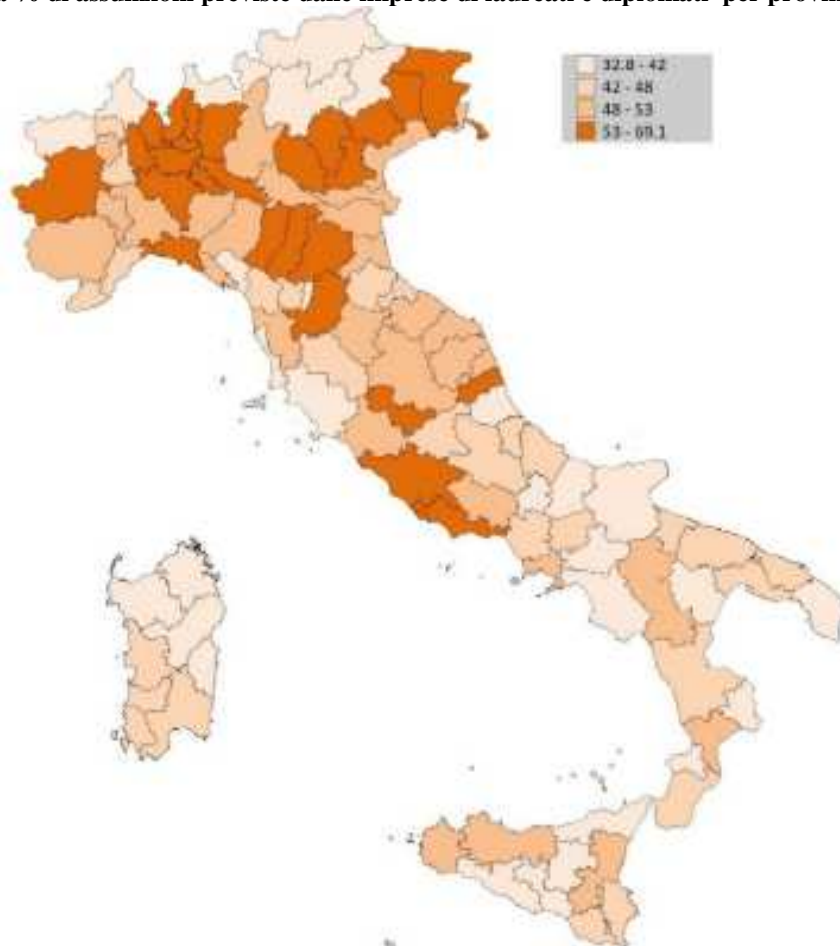 % di assunzioni previste dalle imprese di laureati e diplomati per provin
32.8 - 42
42 - 48
48 - 53
53 - 69.1